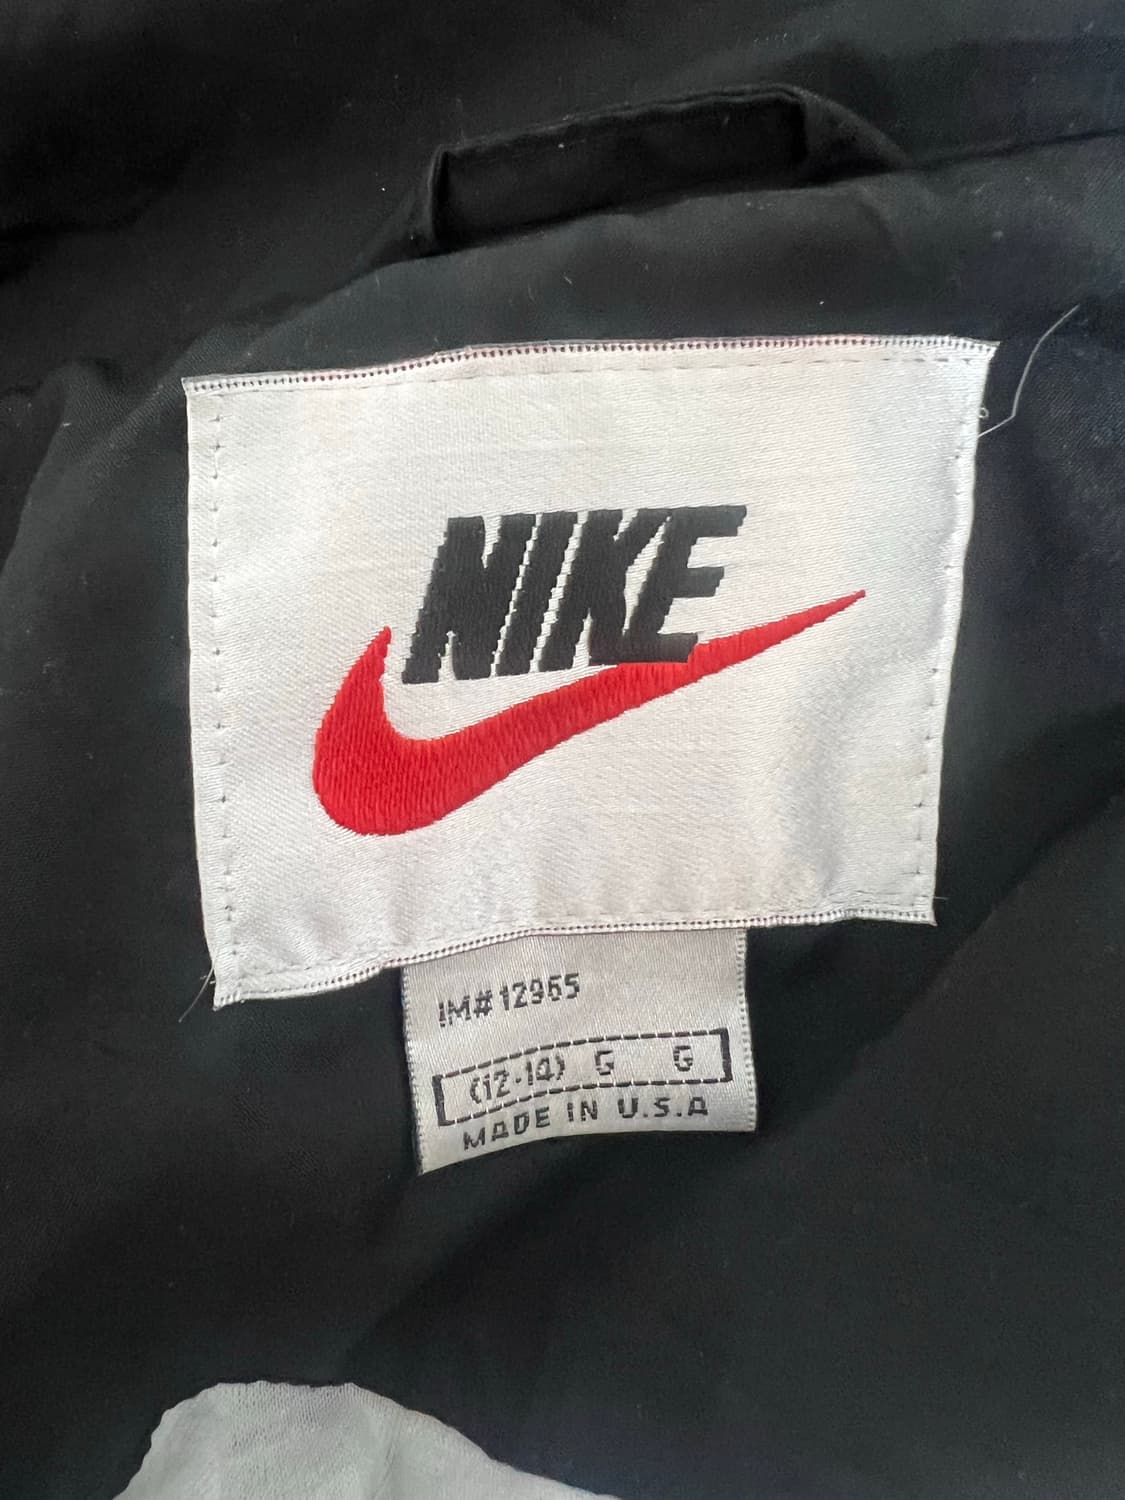 NIKE
IM#12965
(12-14) G G
MADE IN U.S.A